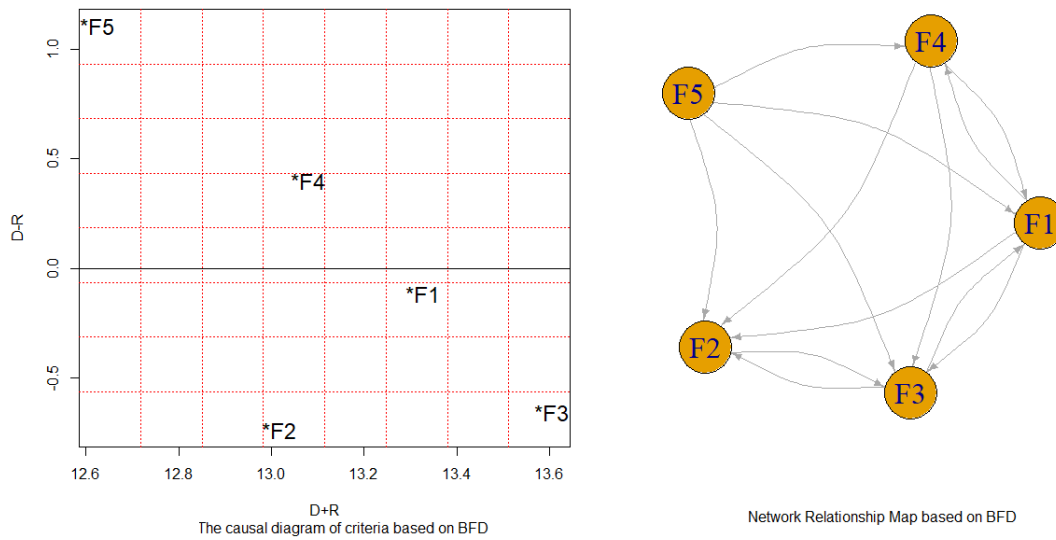 *F5
*F4
*F1
*F3
*F2
1.0
0.5
0.0
-0.5
D-R
12.6 12.8 13.0 13.2 13.4 13.6
D+R
The causal diagram of criteria based on BFD
F4
F5
F1
F2
F3
Network Relationship Map based on BFD